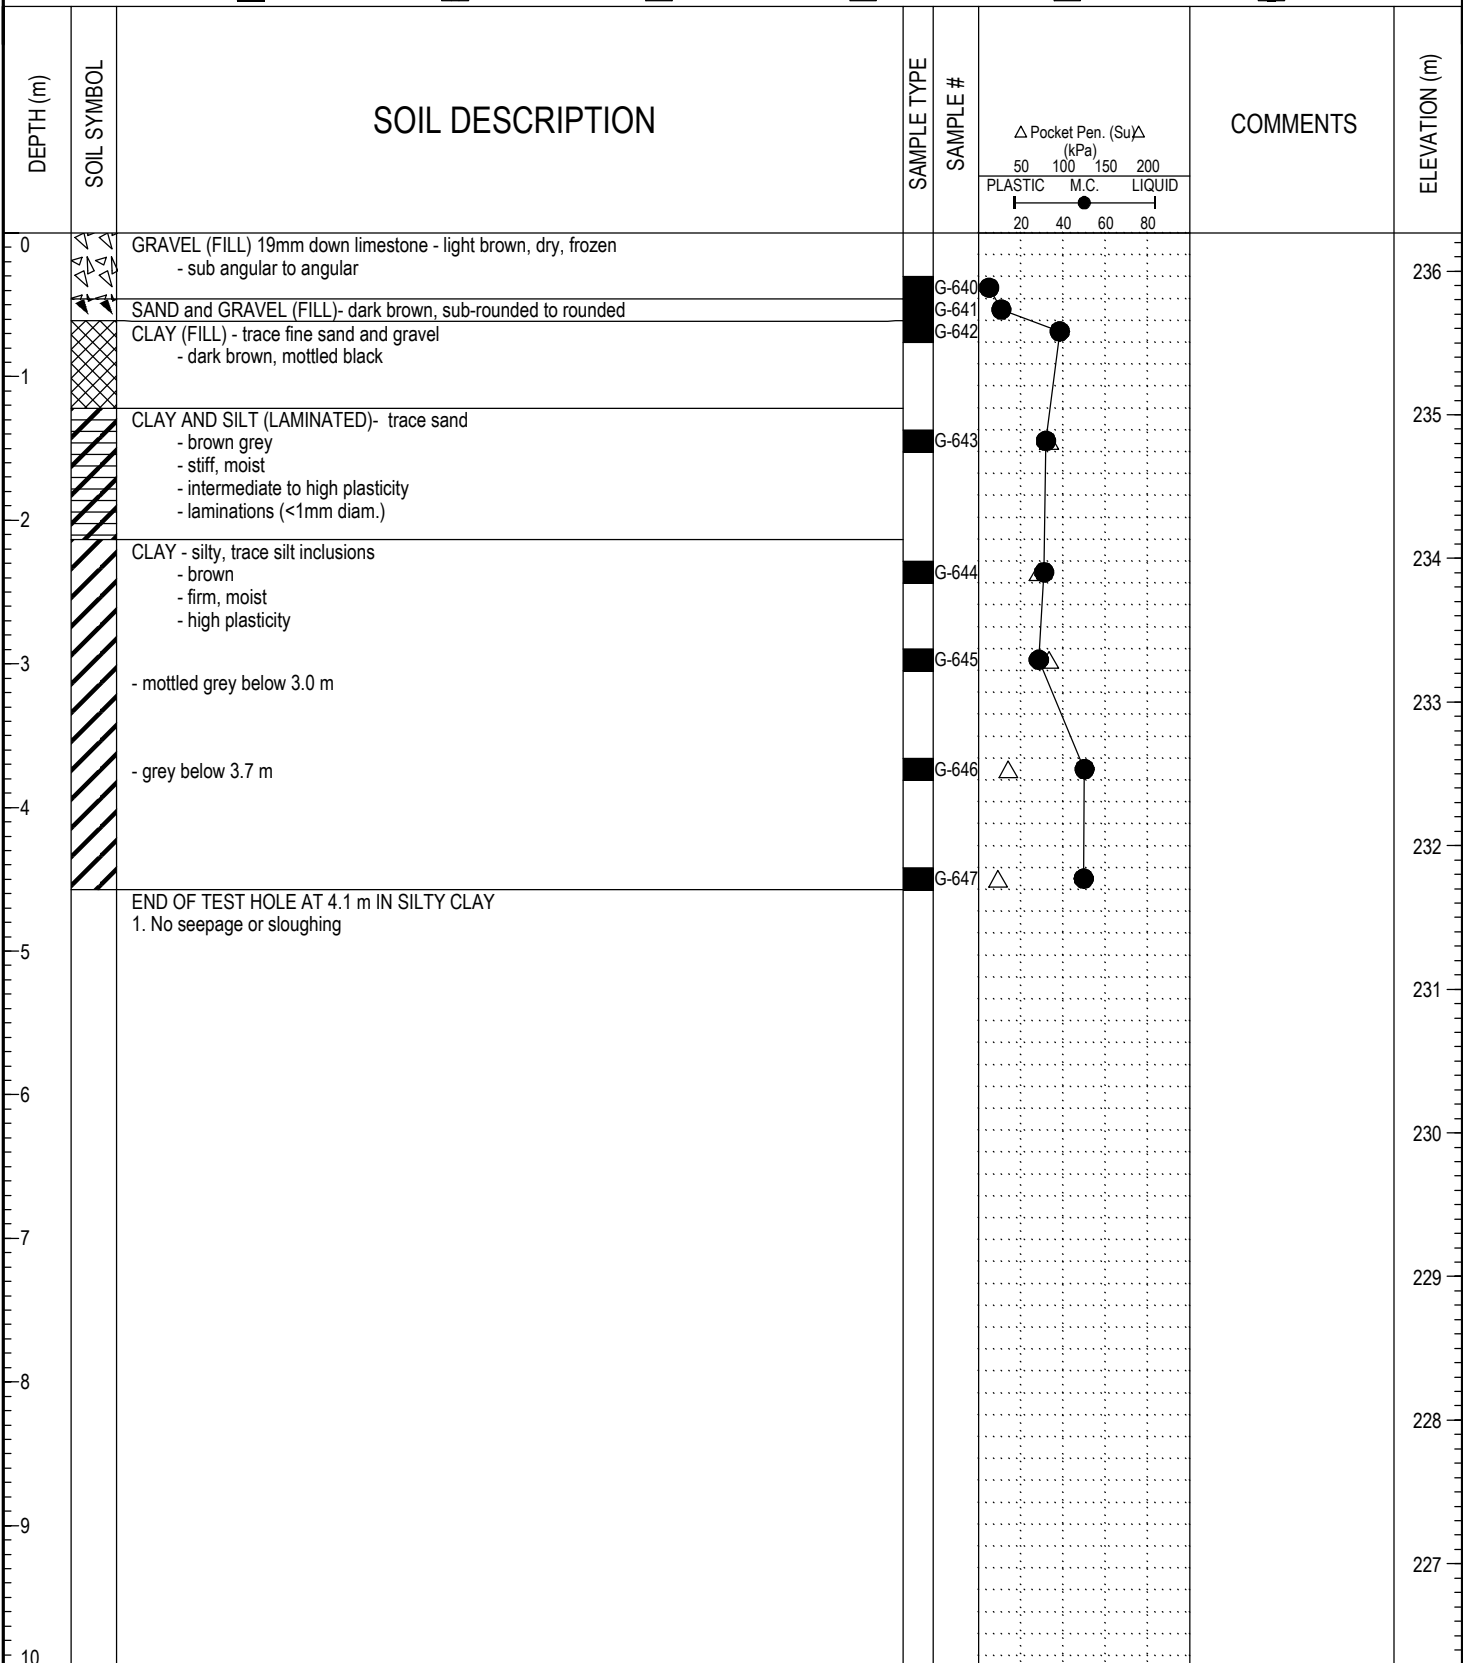 DEPTH (m)
SOIL SYMBOL
SOIL DESCRIPTION
SAMPLE TYPE
SAMPLE #
△ Pocket Pen. (Su)△
(kPa)
50 100 150 200
PLASTIC M.C. LIQUID
20 40 60 80
COMMENTS
ELEVATION (m)
0
GRAVEL (FILL) 19mm down limestone - light brown, dry, frozen
- sub angular to angular
236
G-640
SAND and GRAVEL (FILL)- dark brown, sub-rounded to rounded
G-641
CLAY (FILL) - trace fine sand and gravel
G-642
- dark brown, mottled black
1
235
CLAY AND SILT (LAMINATED)- trace sand
- brown grey
G-643
- stiff, moist
- intermediate to high plasticity
- laminations (<1mm diam.)
2
CLAY - silty, trace silt inclusions
234
- brown
G-644
- firm, moist
- high plasticity
3
G-645
- mottled grey below 3.0 m
233
- grey below 3.7 m
G-646
4
232
G-647
END OF TEST HOLE AT 4.1 m IN SILTY CLAY
1. No seepage or sloughing
5
231
6
230
7
229
8
228
9
227
10